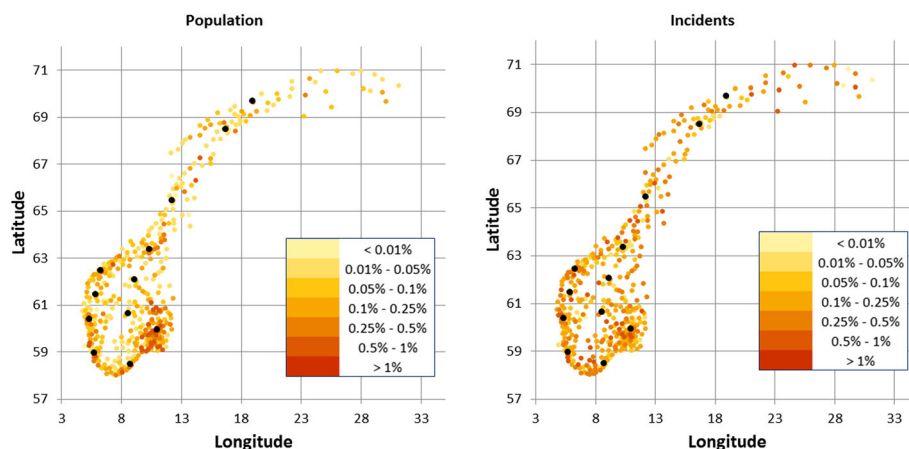 Population
Latitude
71
69
67
65
63
61
59
57
< 0.01%
0.01% - 0.05%
0.05% - 0.1%
0.1% - 0.25%
0.25% - 0.5%
0.5% - 1%
> 1%
3 8 13 18 23 28 33
Longitude
Incidents
Latitude
71
69
67
65
63
61
59
57
< 0.01%
0.01% - 0.05%
0.05% - 0.1%
0.1% - 0.25%
0.25% - 0.5%
0.5% - 1%
> 1%
3 8 13 18 23 28 33
Longitude